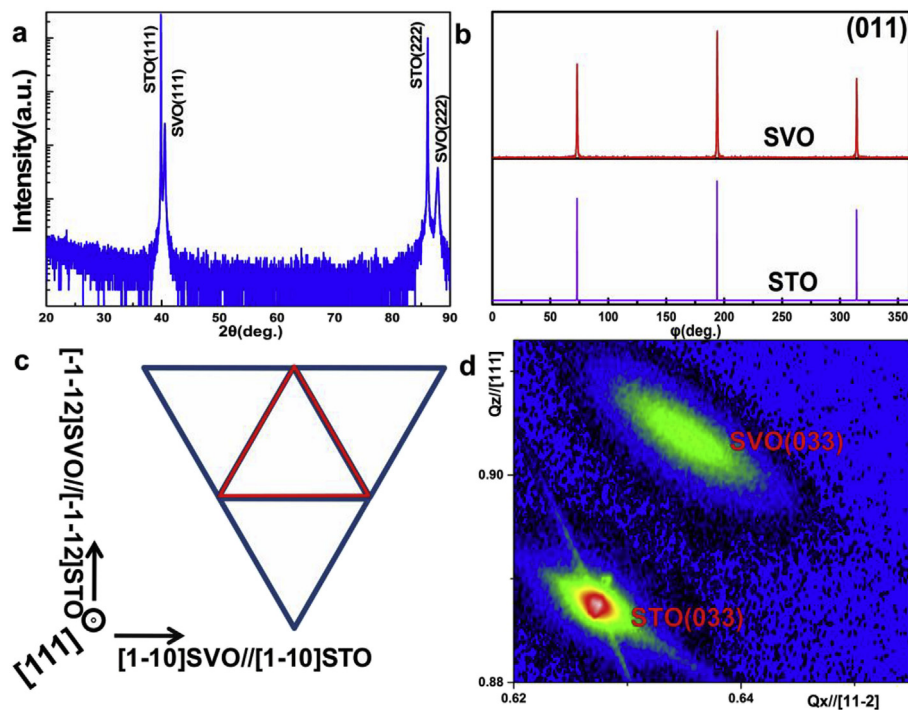 a
Intensity(a.u.)
STO(111)
SVO(111)
STO(222)
SVO(222)
20 30 40 50 60 70 80 90
2θ(deg.)
b
(011)
SVO
STO
0 50 100 150 200 250 300 350
φ(deg.)
c
[-1-12]SVO//[-1-12]STO
[111]
[1-10]SVO//[1-10]STO
d
Qz//[111]
0.90
0.88
SVO(033)
STO(033)
0.62 0.64
Qx//[11-2]